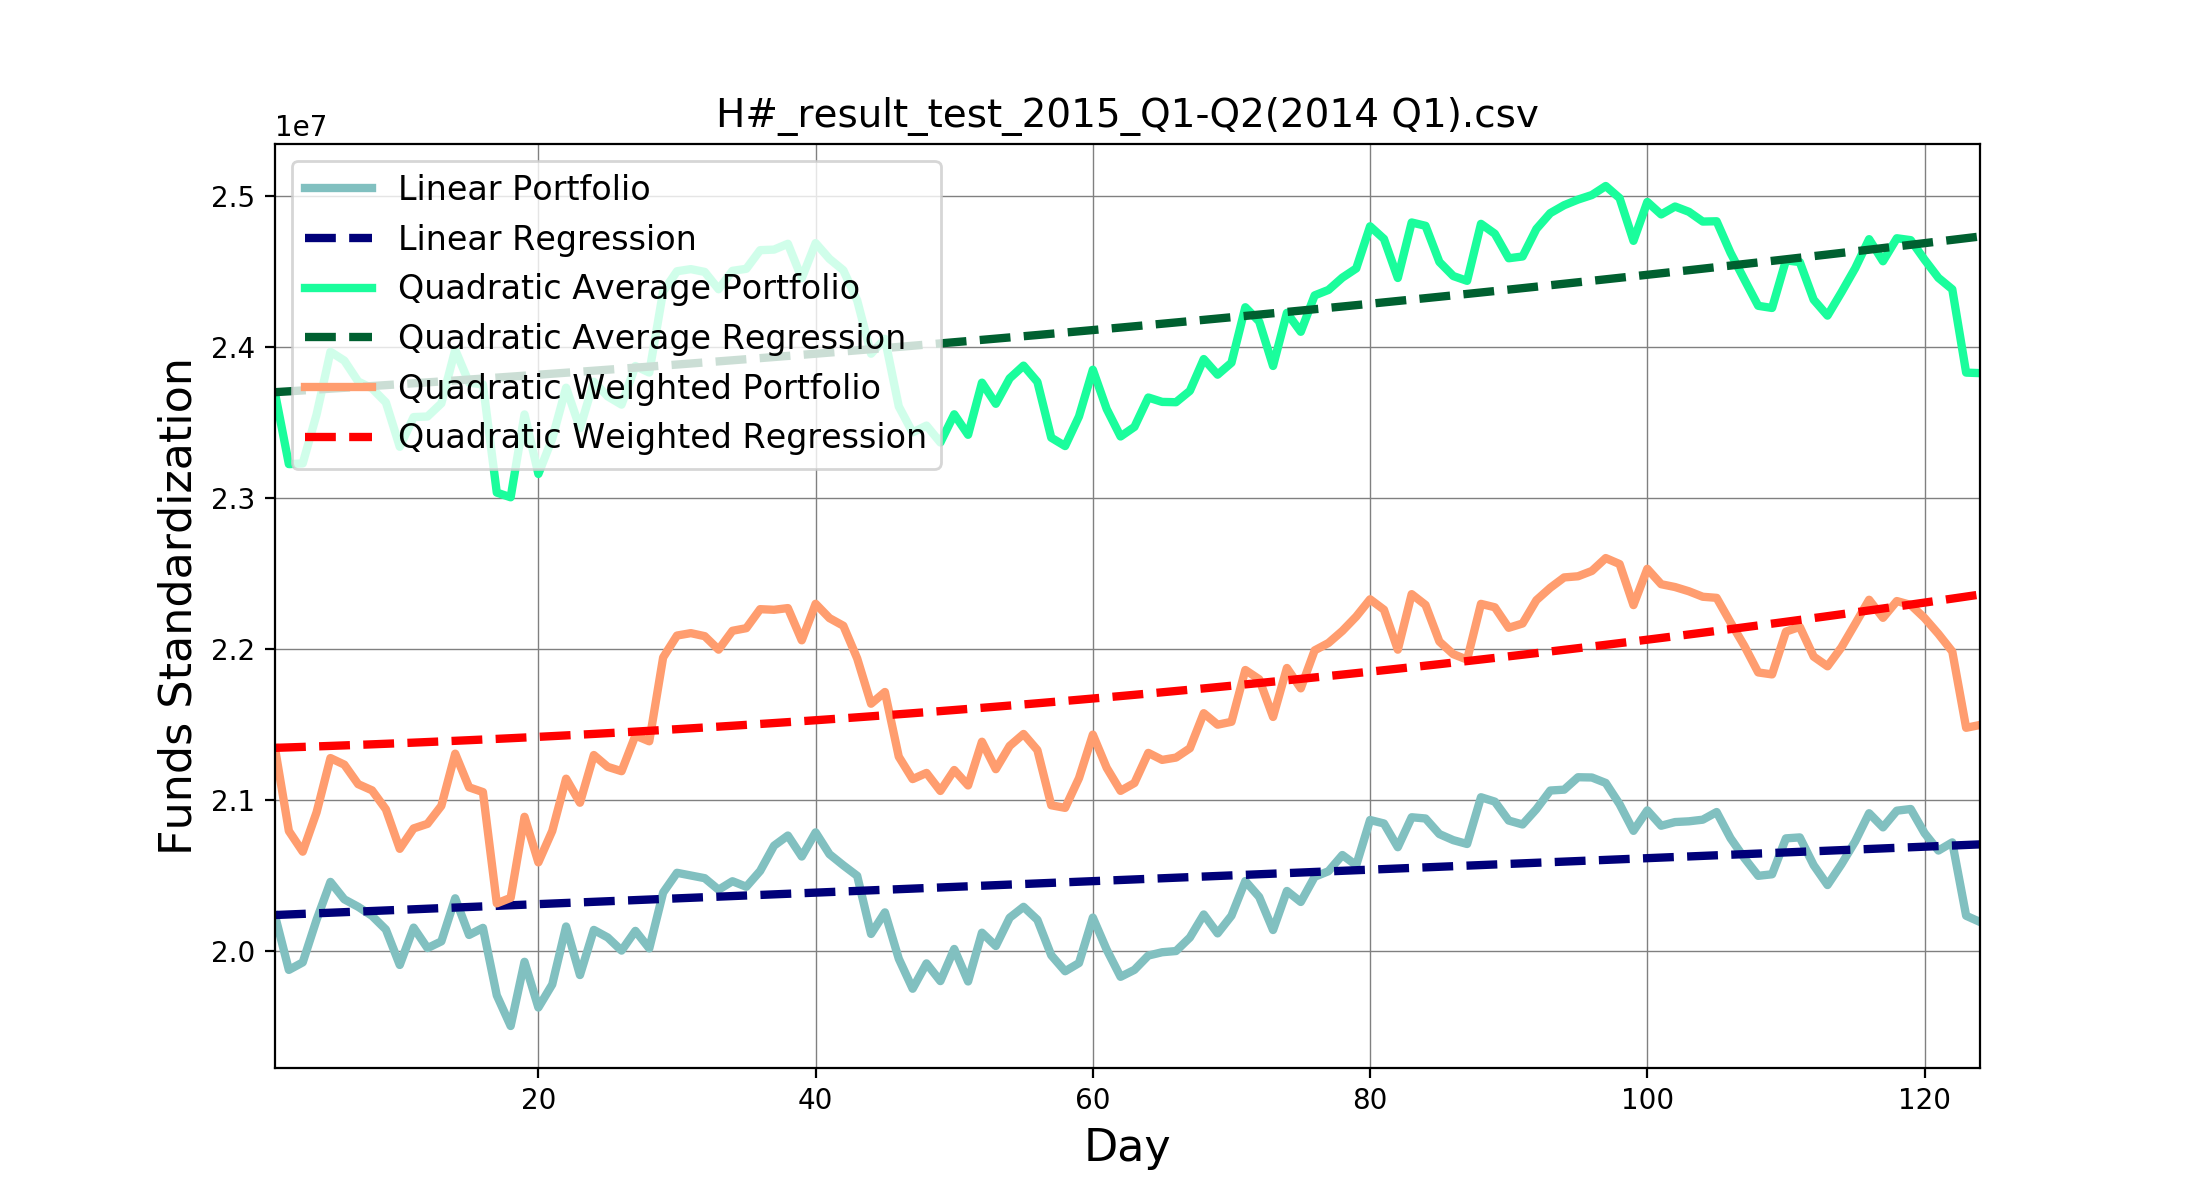 H#_result_test_2015_Q1-Q2(2014 Q1).csv
1e7
Linear Portfolio
Linear Regression
Quadratic Average Portfolio
Quadratic Average Regression
Quadratic Weighted Portfolio
Quadratic Weighted Regression
2.5
2.4
2.3
2.2
2.1
2.0
Funds Standardization
20 40 60 80 100 120
Day